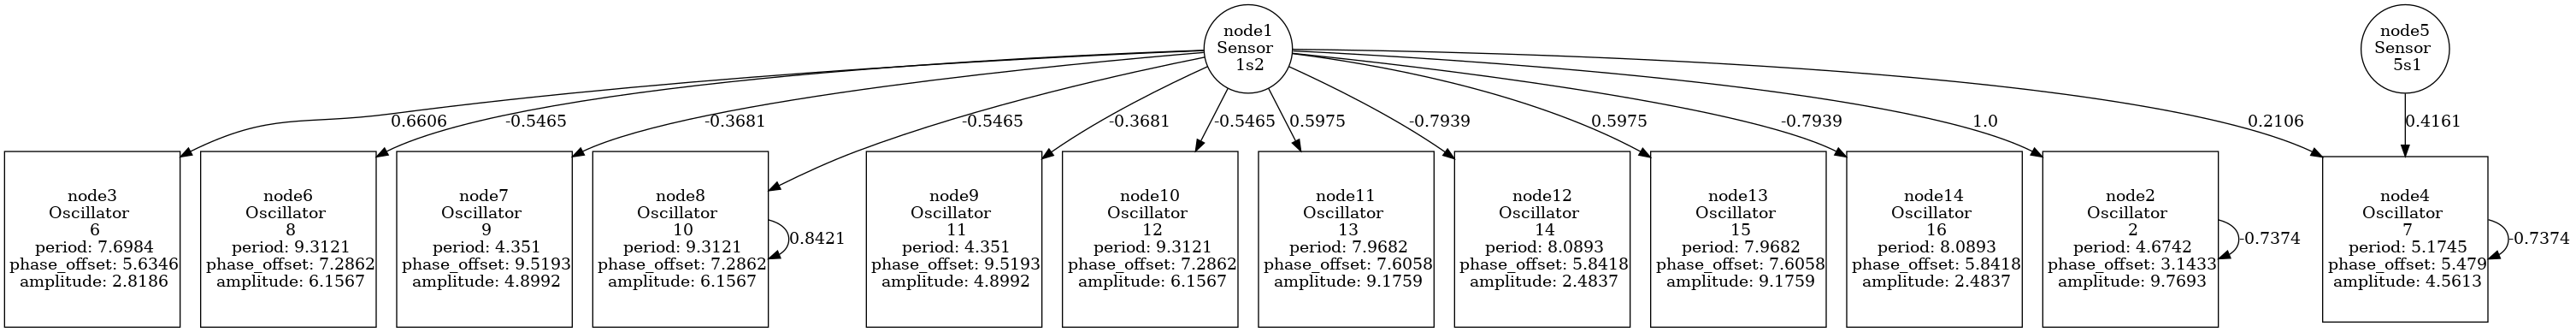 node1
Sensor
1s2
node5
Sensor
5s1
0.6606
-0.5465
-0.3681
-0.5465
-0.3681
-0.5465
0.5975
-0.7939
0.5975
-0.7939
1.0
0.2106
0.4161
node3
Oscillator
6
period: 7.6984
phase_offset: 5.6346
amplitude: 2.8186
node6
Oscillator
8
period: 9.3121
phase_offset: 7.2862
amplitude: 6.1567
node7
Oscillator
9
period: 4.351
phase_offset: 9.5193
amplitude: 4.8992
node8
Oscillator
10
period: 9.3121
phase_offset: 7.2862
amplitude: 6.1567
0.8421
node9
Oscillator
11
period: 4.351
phase_offset: 9.5193
amplitude: 4.8992
node10
Oscillator
12
period: 9.3121
phase_offset: 7.2862
amplitude: 6.1567
node11
Oscillator
13
period: 7.9682
phase_offset: 7.6058
amplitude: 9.1759
node12
Oscillator
14
period: 8.0893
phase_offset: 5.8418
amplitude: 2.4837
node13
Oscillator
15
period: 7.9682
phase_offset: 7.6058
amplitude: 9.1759
node14
Oscillator
16
period: 8.0893
phase_offset: 5.8418
amplitude: 2.4837
node2
Oscillator
2
period: 4.6742
phase_offset: 3.1433
amplitude: 9.7693
-0.7374
node4
Oscillator
7
period: 5.1745
phase_offset: 5.479
amplitude: 4.5613
-0.7374